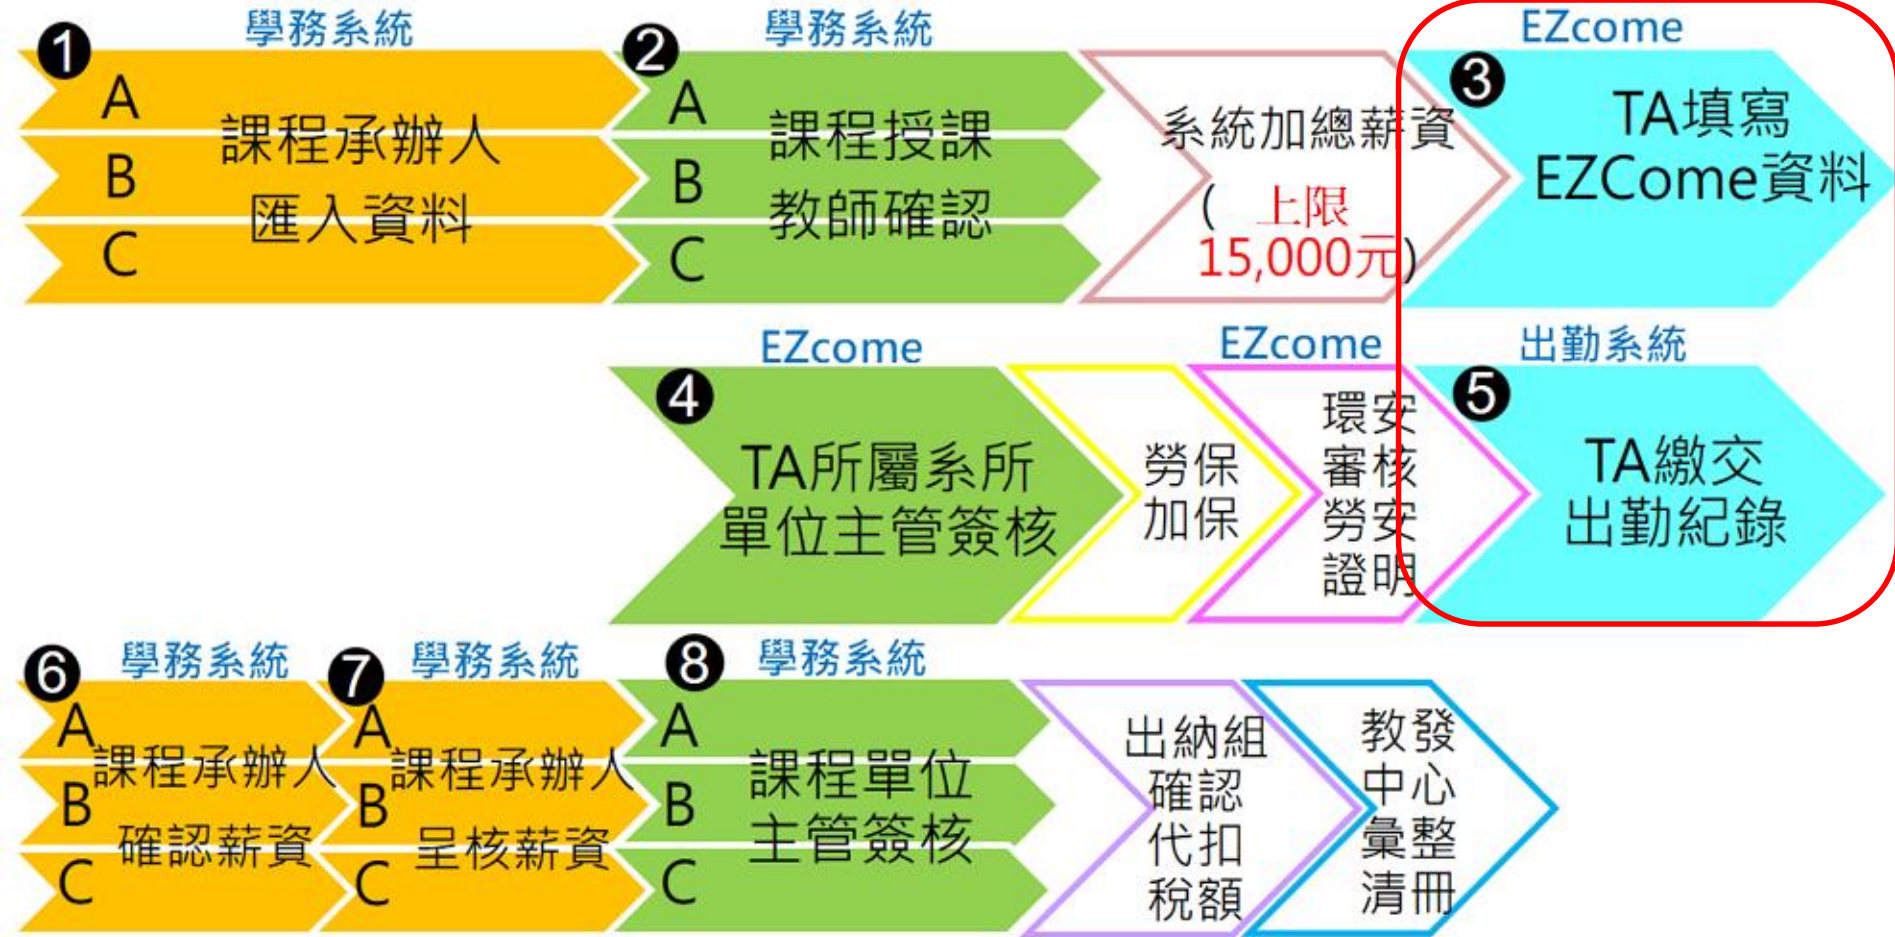 學務系統
1
A
B
C
課程承辦人
匯入資料
學務系統
2
A
B
C
課程授課
教師確認
系統加總薪資
( 上限
15,000元)
EZcome
3
TA填寫
EZCome資料
EZcome
4
TA所屬系所
單位主管簽核
勞保
加保
EZcome
環安
審核
勞安
證明
出勤系統
5
TA繳交
出勤紀錄
學務系統
6
A
B
C
課程承辦人
確認薪資
學務系統
7
A
B
C
課程承辦人
呈核薪資
學務系統
8
A
B
C
課程單位
主管簽核
出納組
確認
代扣
稅額
教發
中心
彙整
清冊